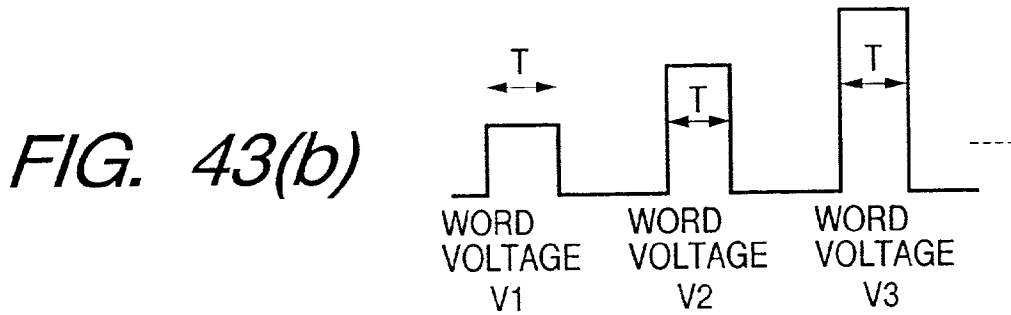 FIG. 43(b)
T
T
T
WORD VOLTAGE V1
WORD VOLTAGE V2
WORD VOLTAGE V3